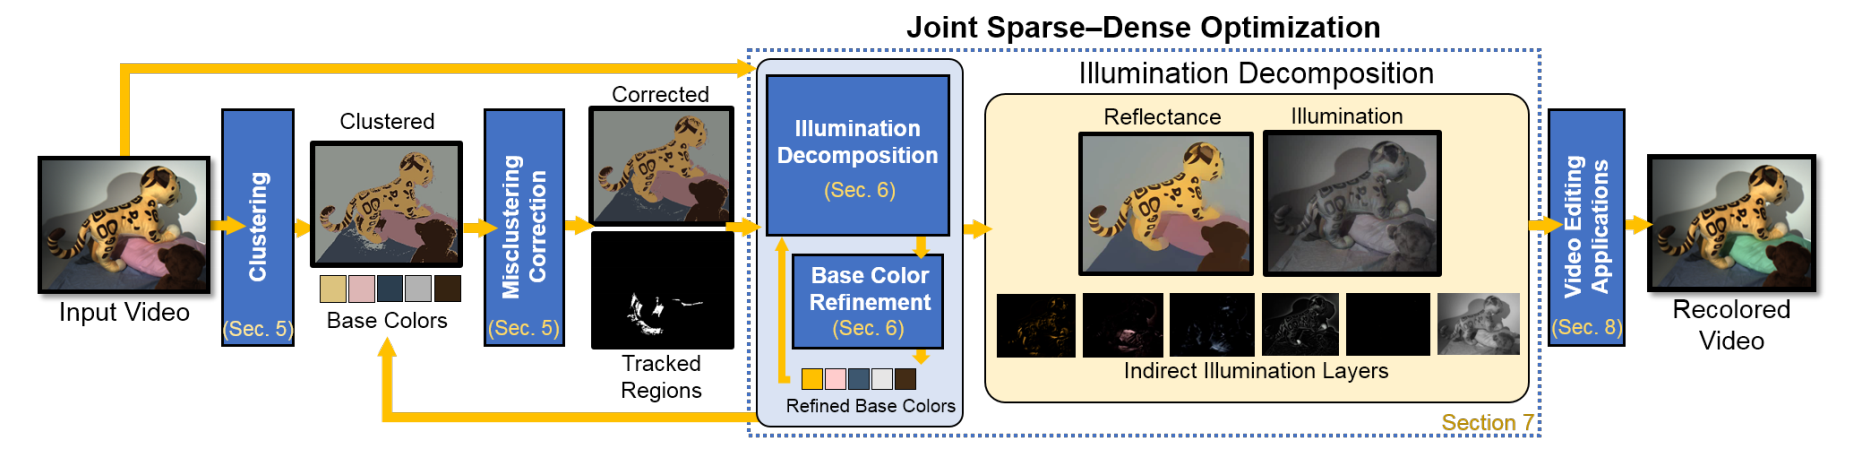 Joint Sparse–Dense Optimization
Input Video
Clustering
(Sec. 5)
Clustered
Base Colors
Misclustering
Correction
(Sec. 5)
Corrected
Tracked
Regions
Illumination
Decomposition
(Sec. 6)
Base Color
Refinement
(Sec. 6)
Refined Base Colors
Illumination Decomposition
Reflectance
Illumination
Indirect Illumination Layers
Section 7
Video Editing
Applications
(Sec. 8)
Recolored
Video